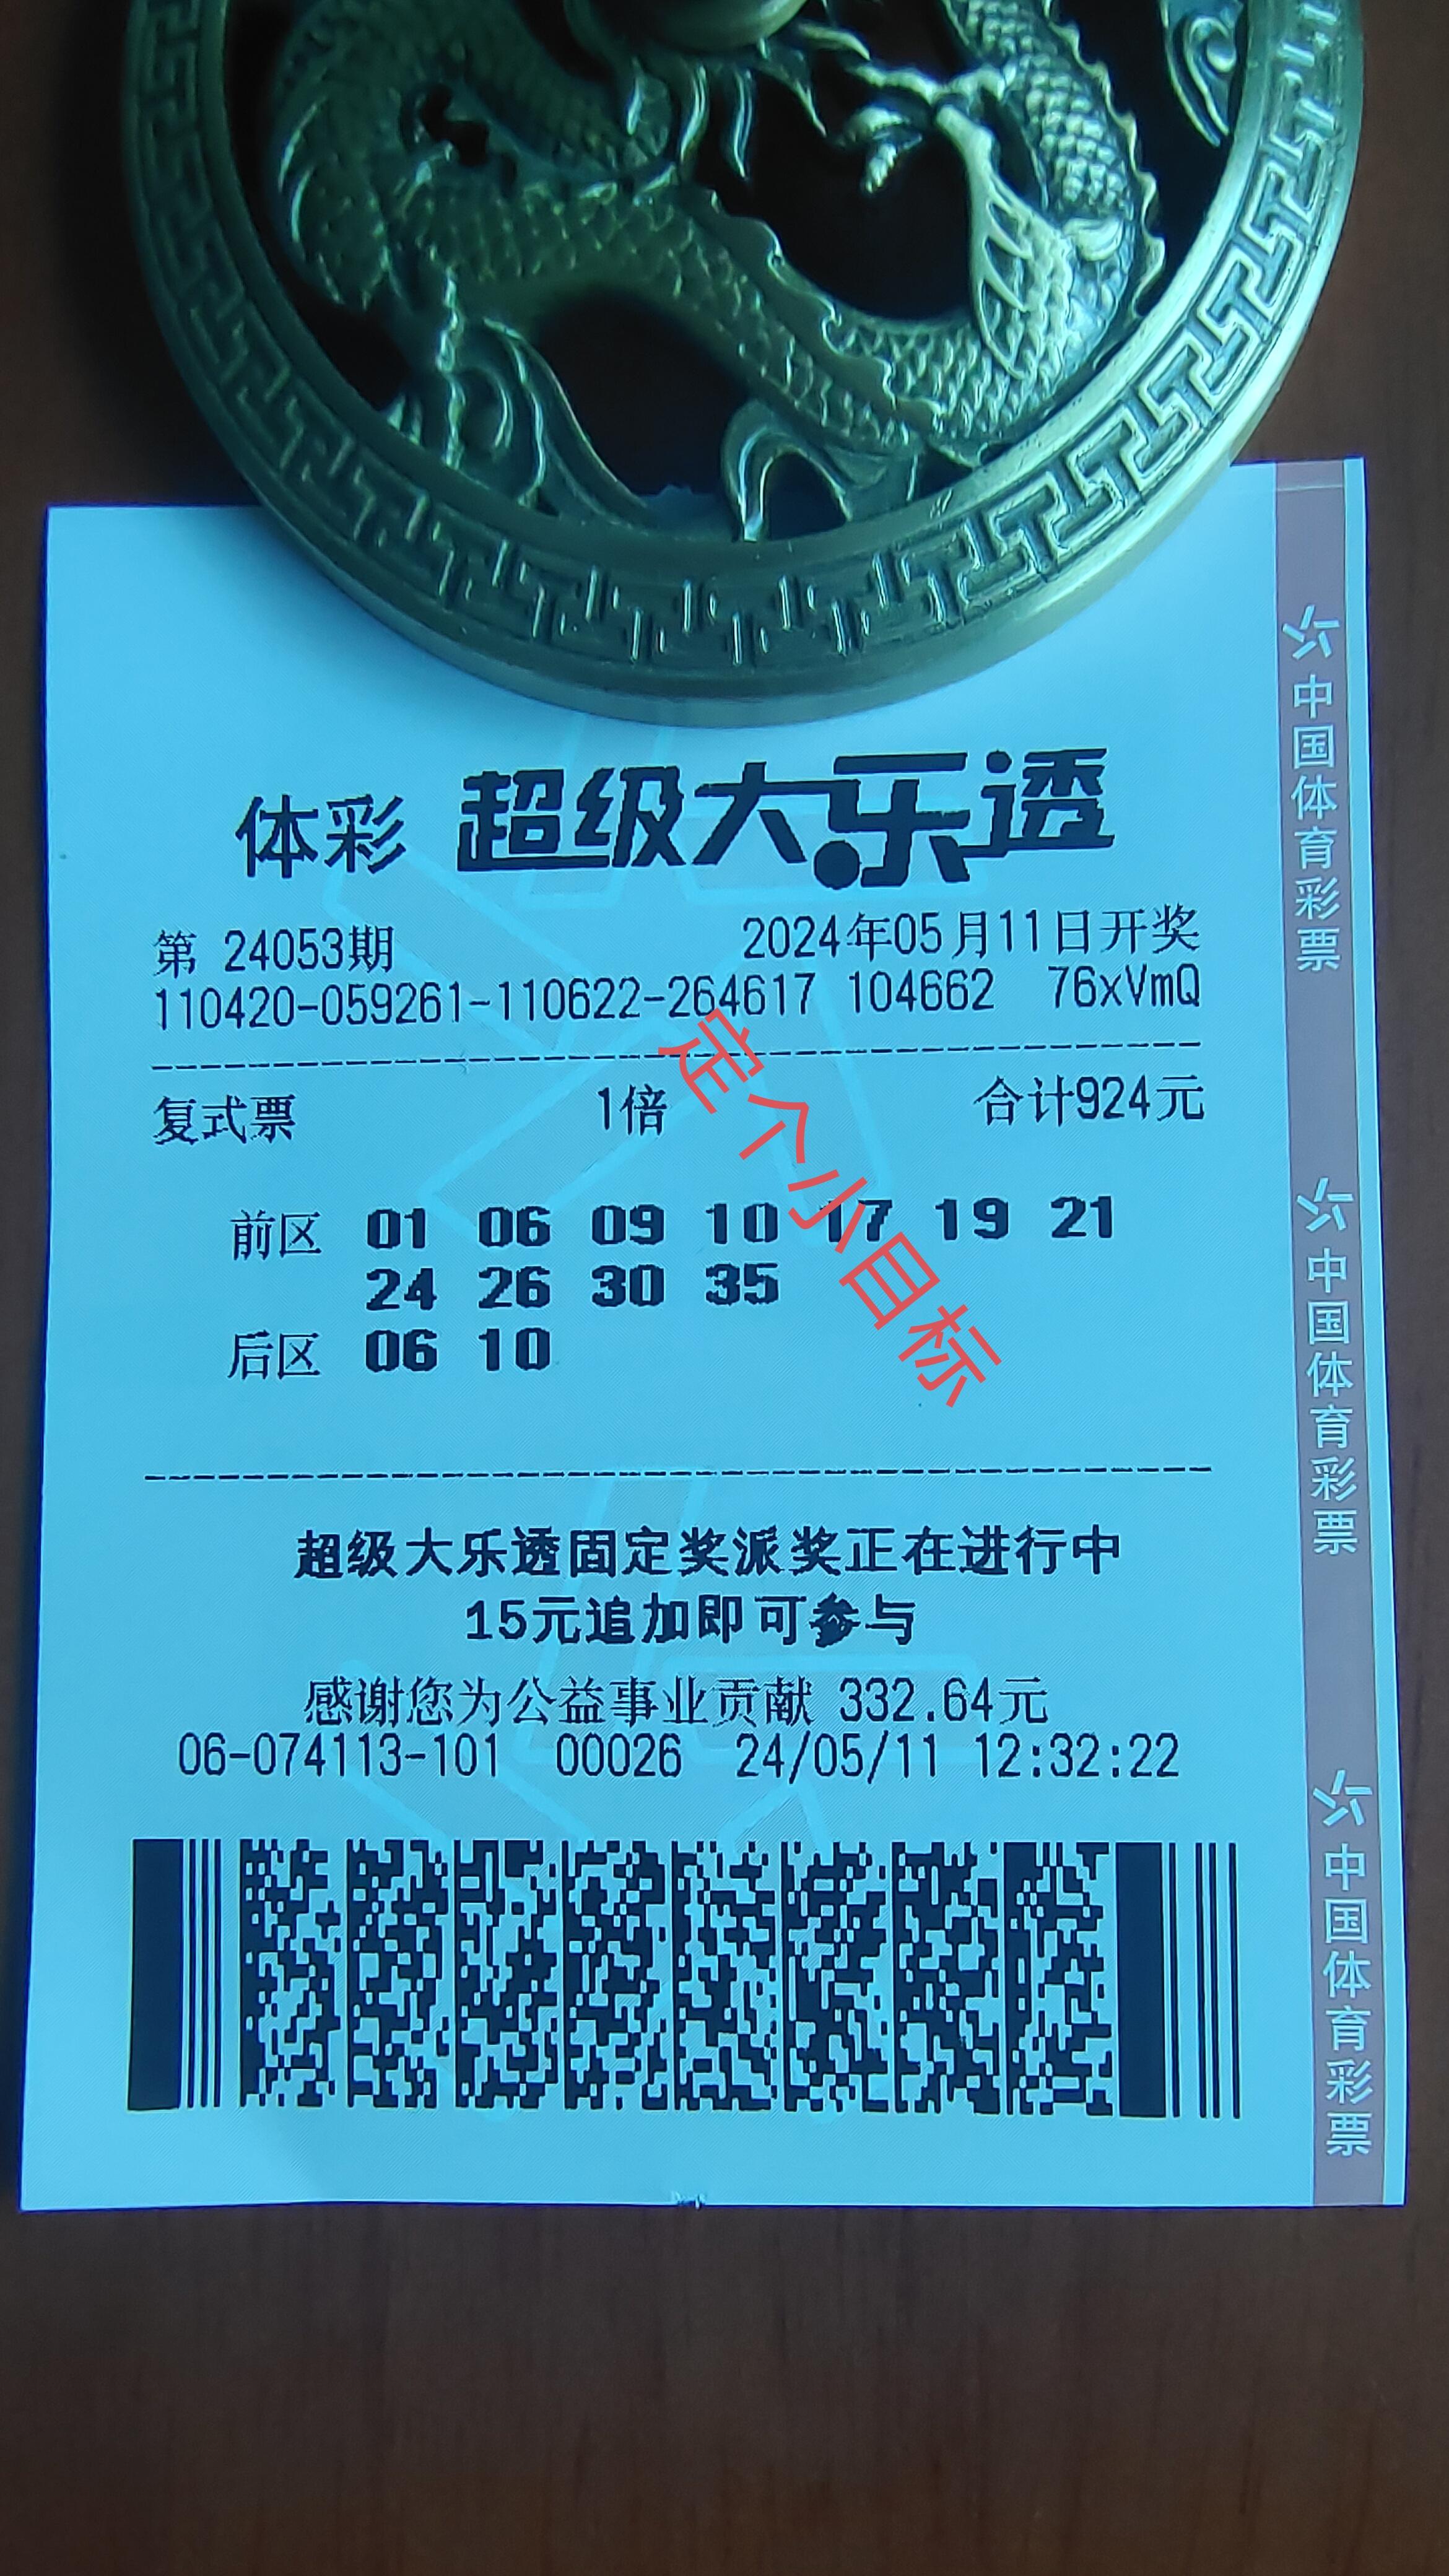 体彩 超级大乐透
第 24053期 2024年05月11日开奖
110420-059261-110622-264617 104662 76xVmQ
复式票 1倍 合计924元
前区 01 06 09 10 17 19 21
24 26 30 35
后区 06 10
定个小目标
超级大乐透固定奖派奖正在进行中
15元追加即可参与
感谢您为公益事业贡献 332.64元
06-074113-101 00026 24/05/11 12:32:22
中国体育彩票
中国体育彩票
中国体育彩票